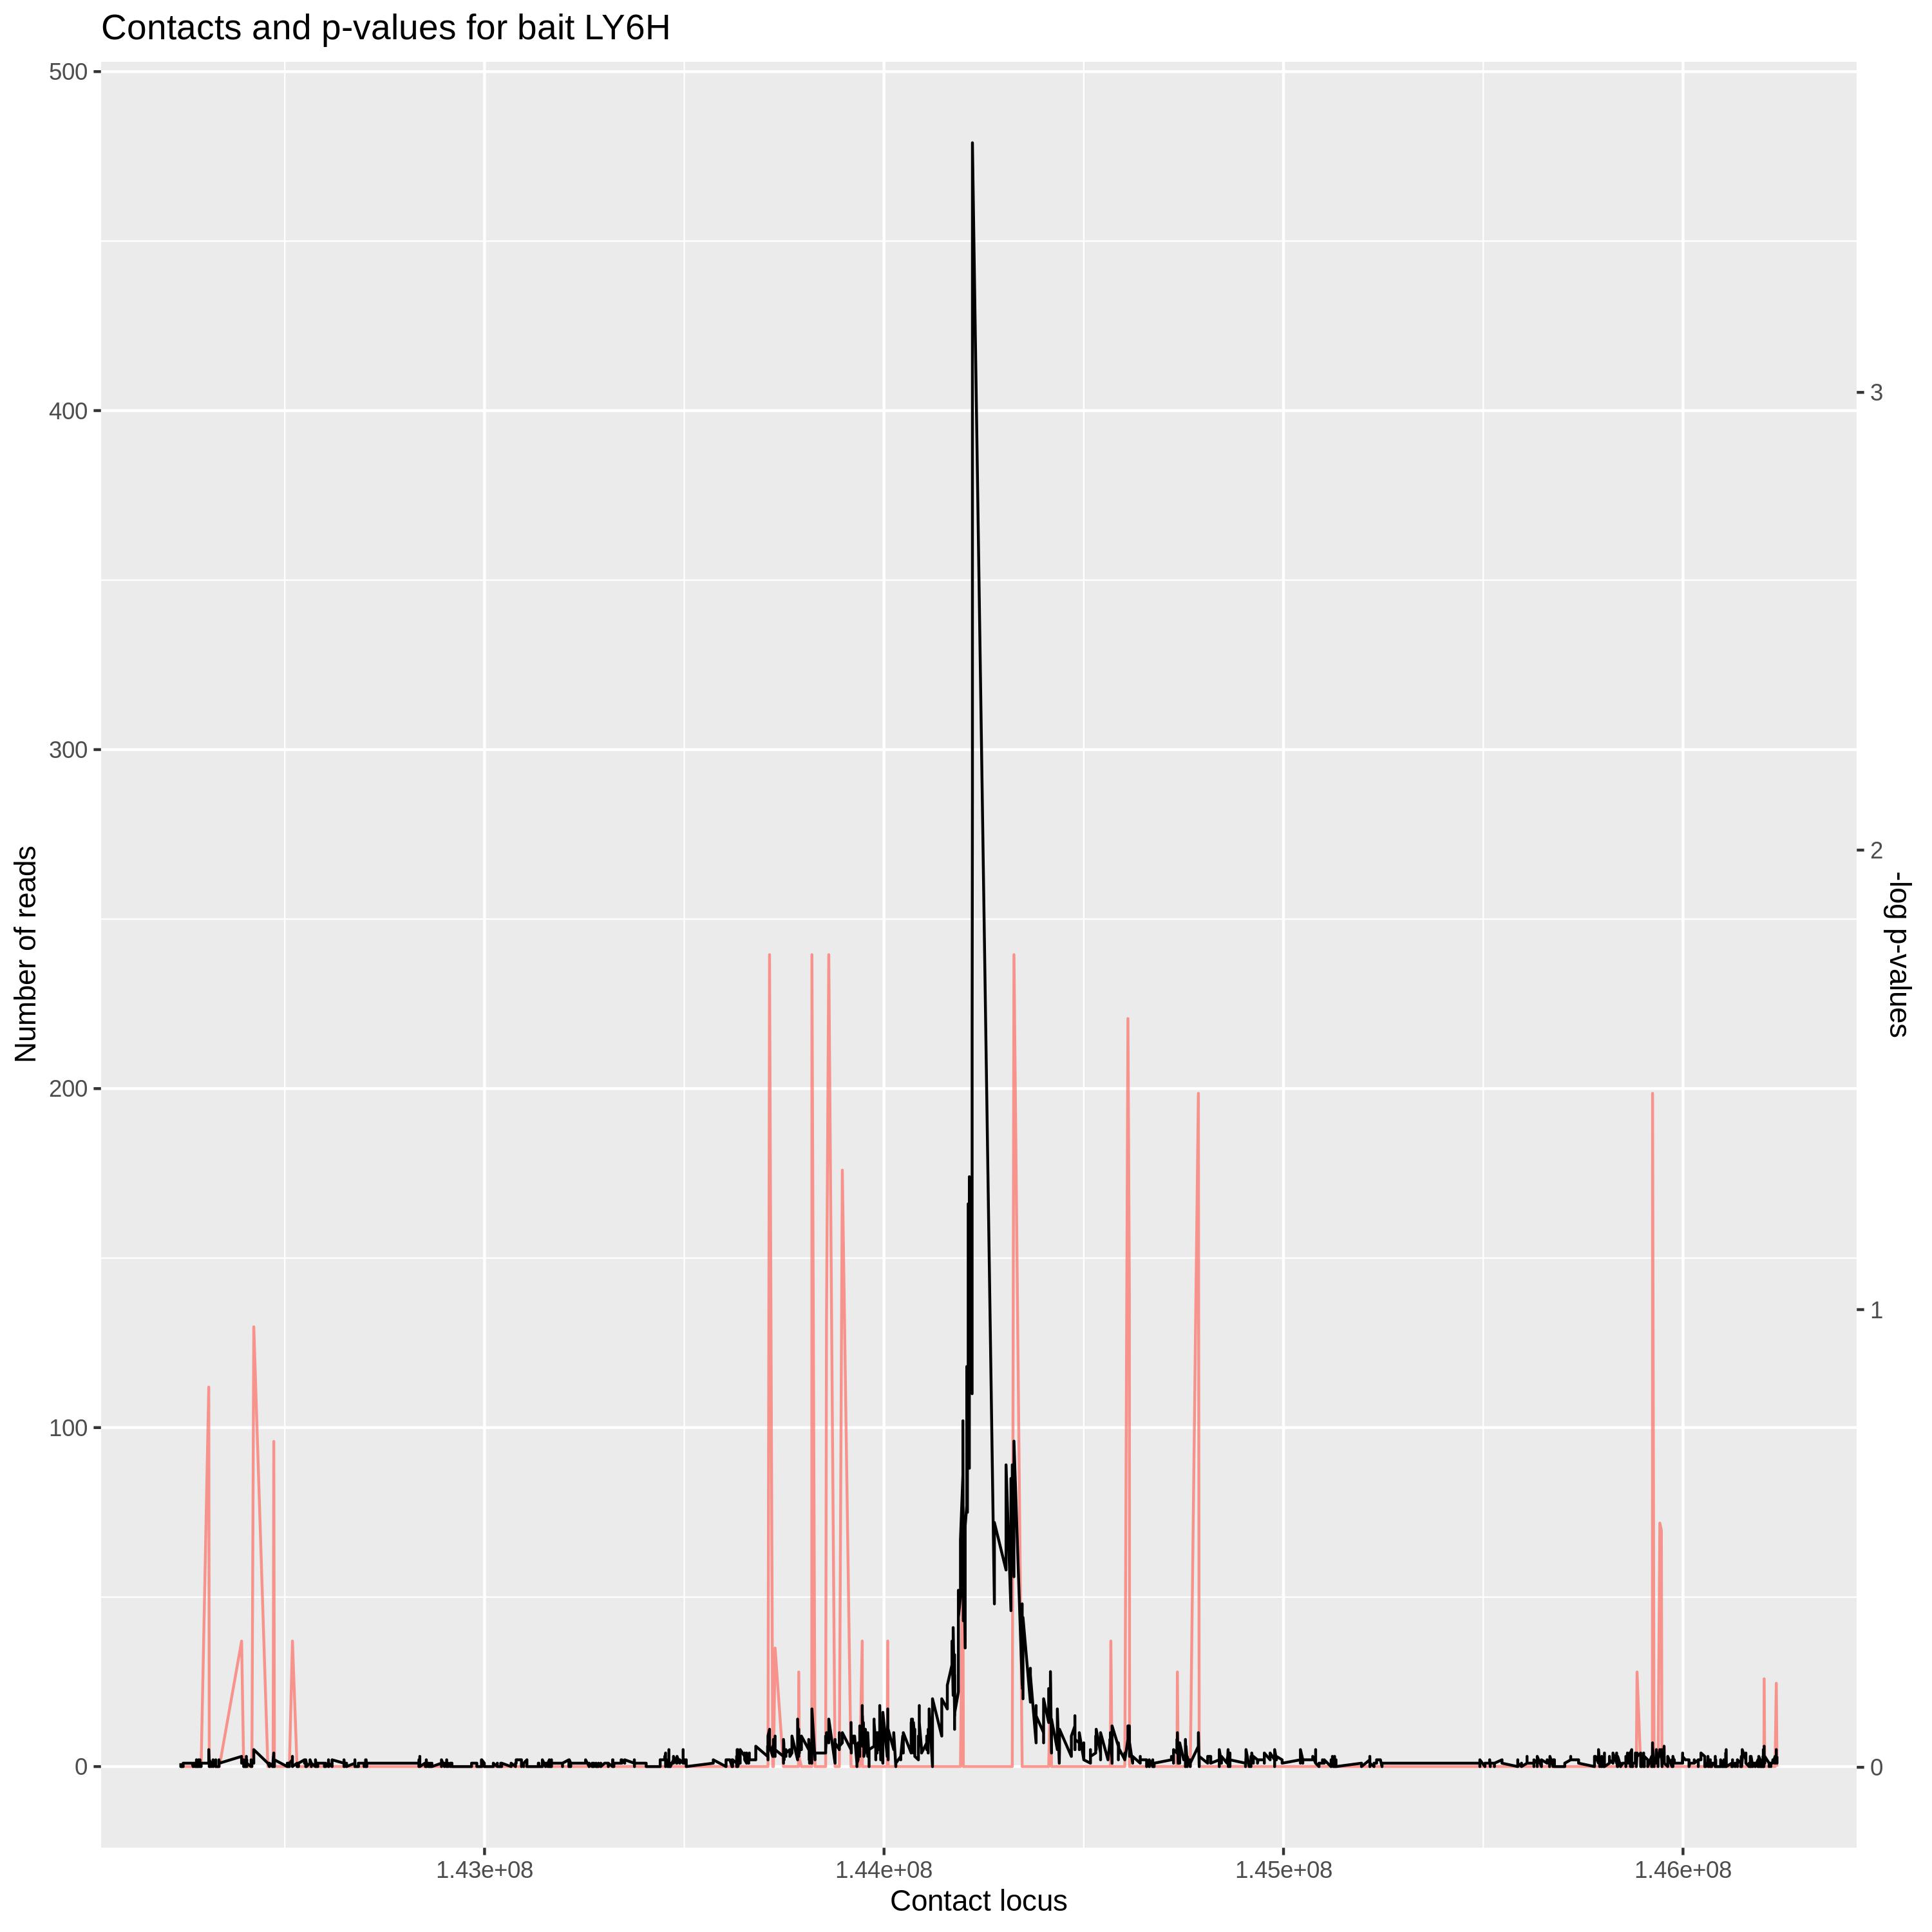 Contacts and p-values for bait LY6H
500
400
300
200
100
0
Number of reads
3
2
1
0
-log p-values
1.43e+08
1.44e+08
1.45e+08
1.46e+08
Contact locus